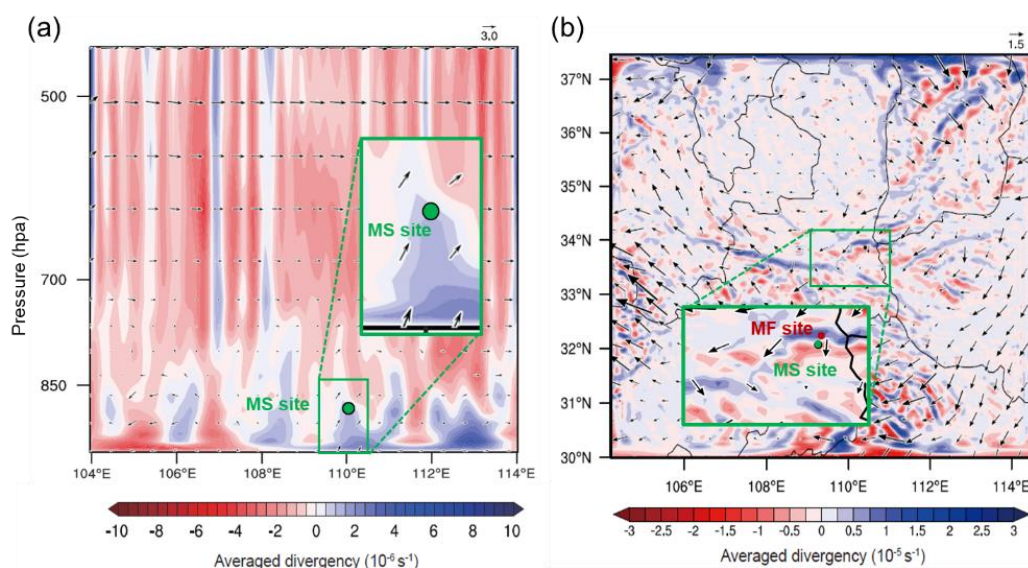 (a)
3.0
500
700
850
Pressure (hpa)
MS site
MS site
104°E 106°E 108°E 110°E 112°E 114°E
-10 -8 -6 -4 -2 0 2 4 6 8 10
Averaged divergency (10⁻⁶ s⁻¹)
(b)
1.5
37°N
36°N
35°N
34°N
33°N
32°N
31°N
30°N
MF site
MS site
106°E 108°E 110°E 112°E 114°E
-3 -2.5 -2 -1.5 -1 -0.5 0 0.5 1 1.5 2 2.5 3
Averaged divergency (10⁻⁵ s⁻¹)